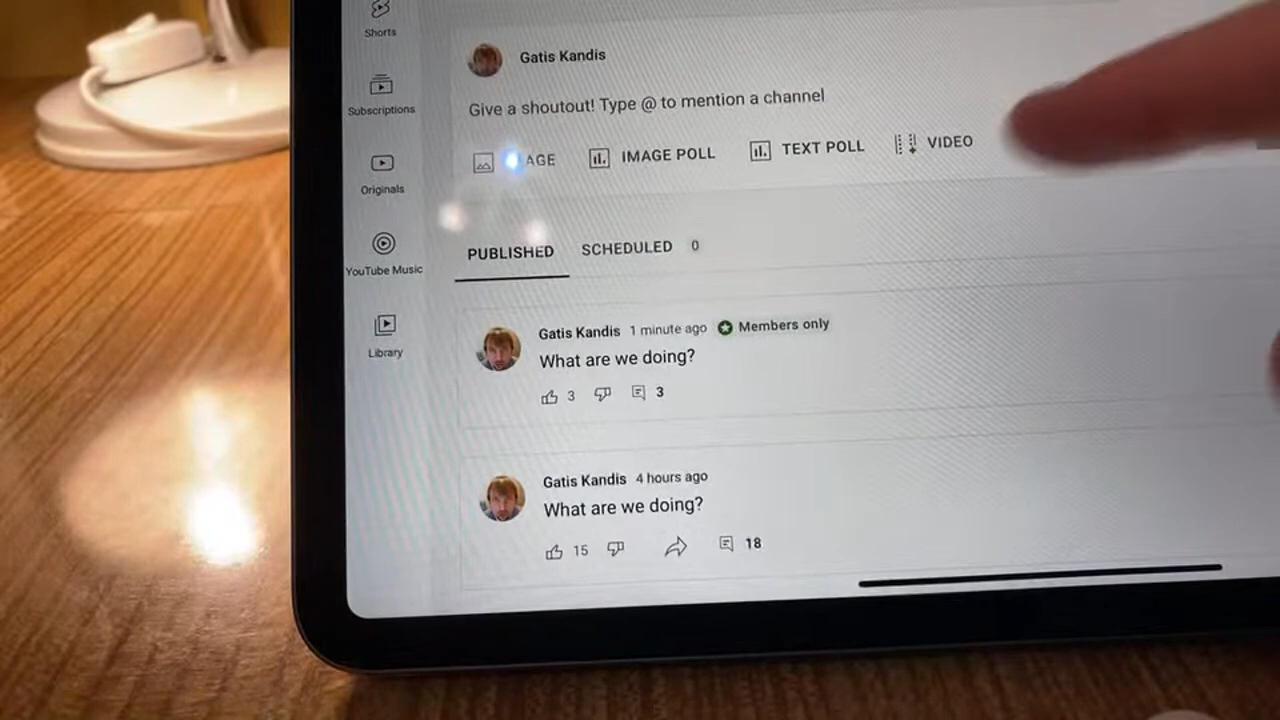 Shorts
Subscriptions
Originals
YouTube Music
Library
Gatis Kandis
Give a shoutout! Type @ to mention a channel
AGE IMAGE POLL TEXT POLL VIDEO
PUBLISHED SCHEDULED 0
Gatis Kandis 1 minute ago Members only
What are we doing?
3 3
Gatis Kandis 4 hours ago
What are we doing?
15 18